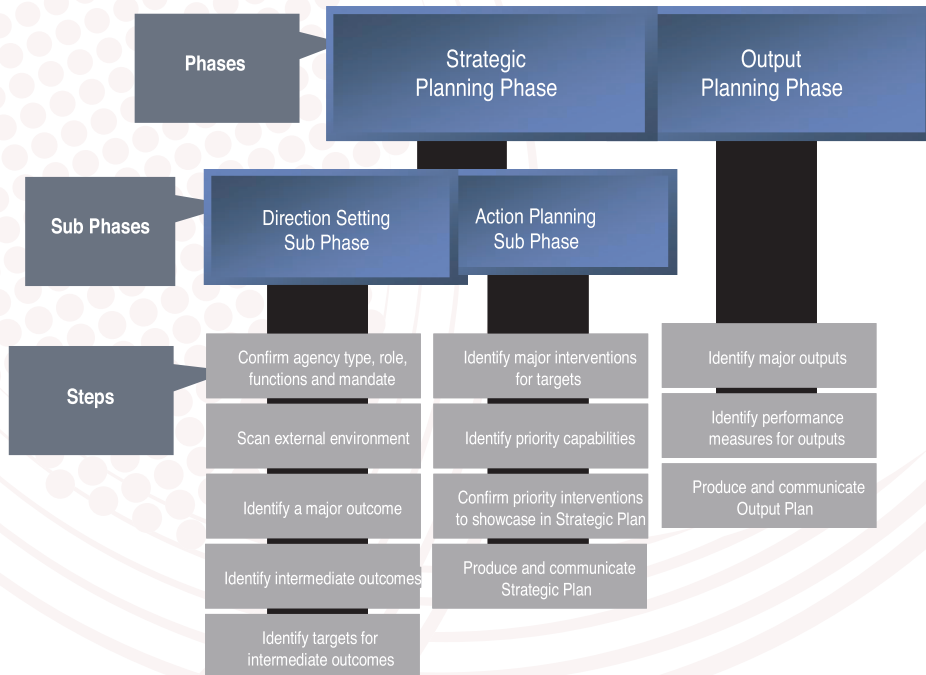 Phases
Strategic
Planning Phase
Output
Planning Phase
Sub Phases
Direction Setting
Sub Phase
Action Planning
Sub Phase
Steps
Confirm agency type, role,
functions and mandate
Scan external environment
Identify a major outcome
Identify intermediate outcomes
Identify targets for
intermediate outcomes
Identify major interventions
for targets
Identify priority capabilities
Confirm priority interventions
to showcase in Strategic Plan
Produce and communicate
Strategic Plan
Identify major outputs
Identify performance
measures for outputs
Produce and communicate
Output Plan